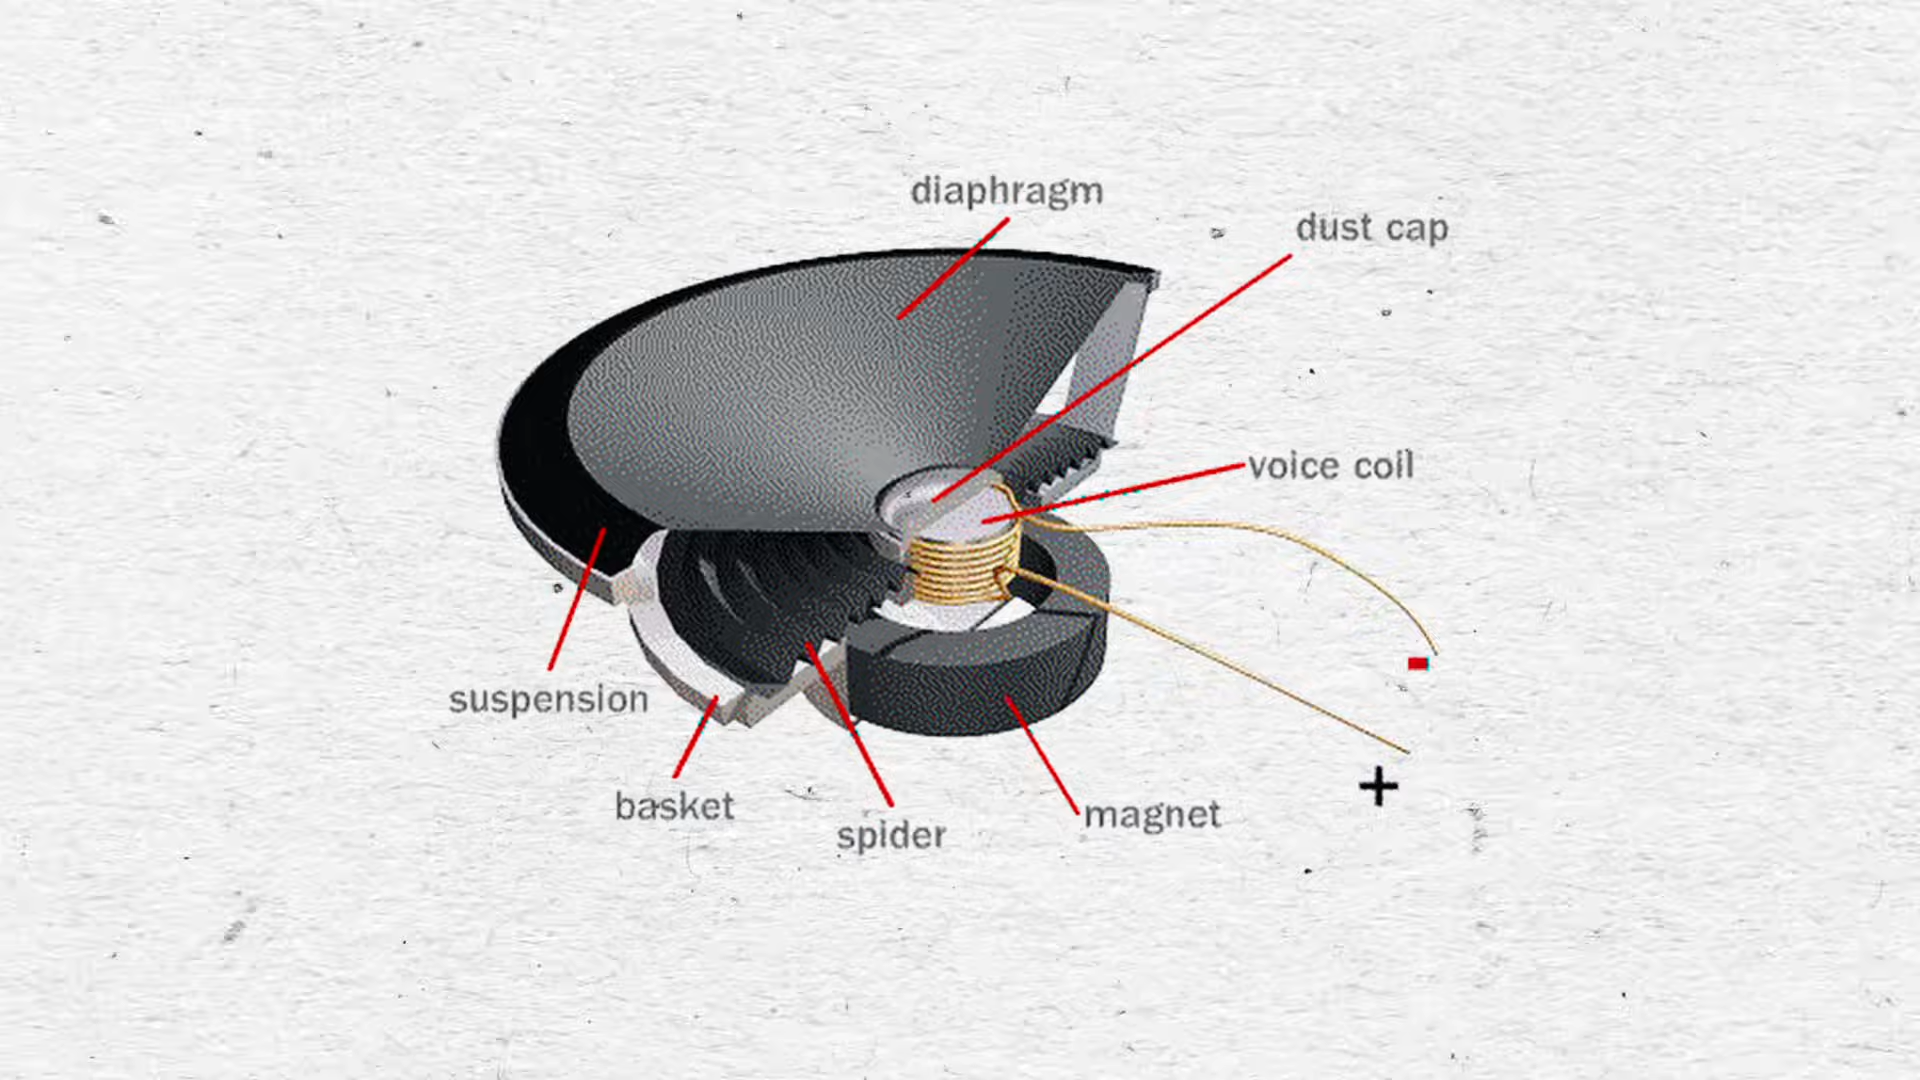 diaphragm
dust cap
voice coil
-
suspension
+
basket
magnet
spider